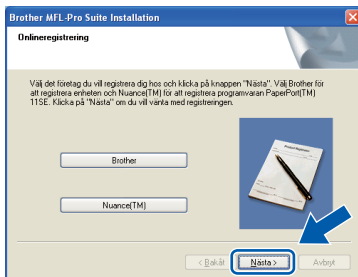 Brother MFL-Pro Suite Installation
Onlineregistrering
Välj det företag du vill registrera dig hos och klicka på knappen "Nästa". Välj Brother för
att registrera enheten och Nuance(TM) för att registrera programvaran PaperPort(TM)
11SE. Klicka på "Nästa" om du vill vänta med registreringen.
Brother
Nuance(TM)
< Bakåt
Nästa >
Avbryt